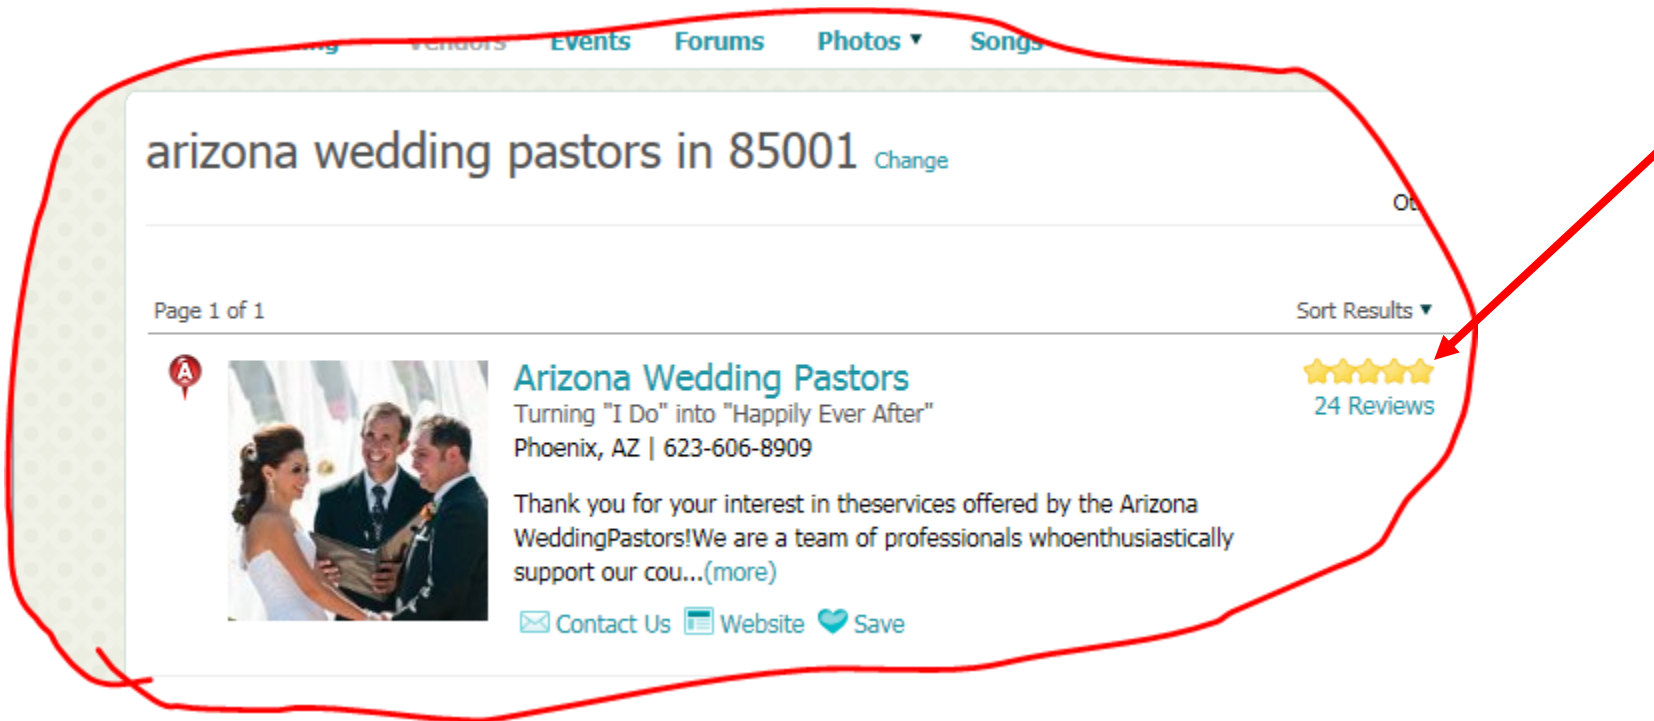 Events Forums Photos ▼ Songs
arizona wedding pastors in 85001 Change
Page 1 of 1
Sort Results ▼
A
Arizona Wedding Pastors
Turning "I Do" into "Happily Ever After"
Phoenix, AZ | 623-606-8909
24 Reviews
Thank you for your interest in theservices offered by the Arizona
WeddingPastors!We are a team of professionals whoenthusiastically
support our cou...(more)
Contact Us Website Save